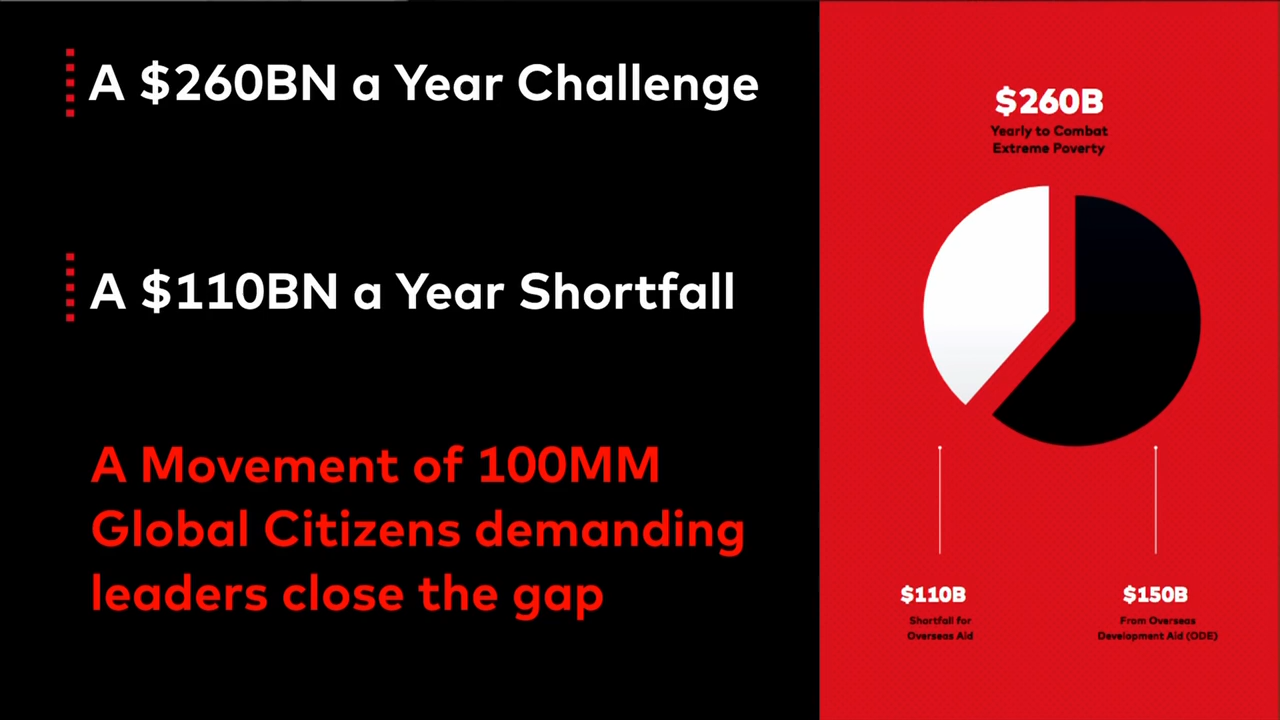 A $260BN a Year Challenge
A $110BN a Year Shortfall
A Movement of 100MM
Global Citizens demanding
leaders close the gap
$260B
Yearly to Combat
Extreme Poverty
$110B
Shortfall for
Overseas Aid
$150B
From Overseas
Development Aid (ODE)